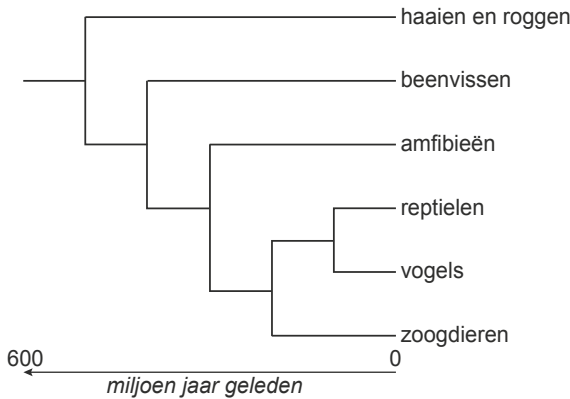 haaien en roggen
beenvissen
amfibieën
reptielen
vogels
zoogdieren
600 0
miljoen jaar geleden